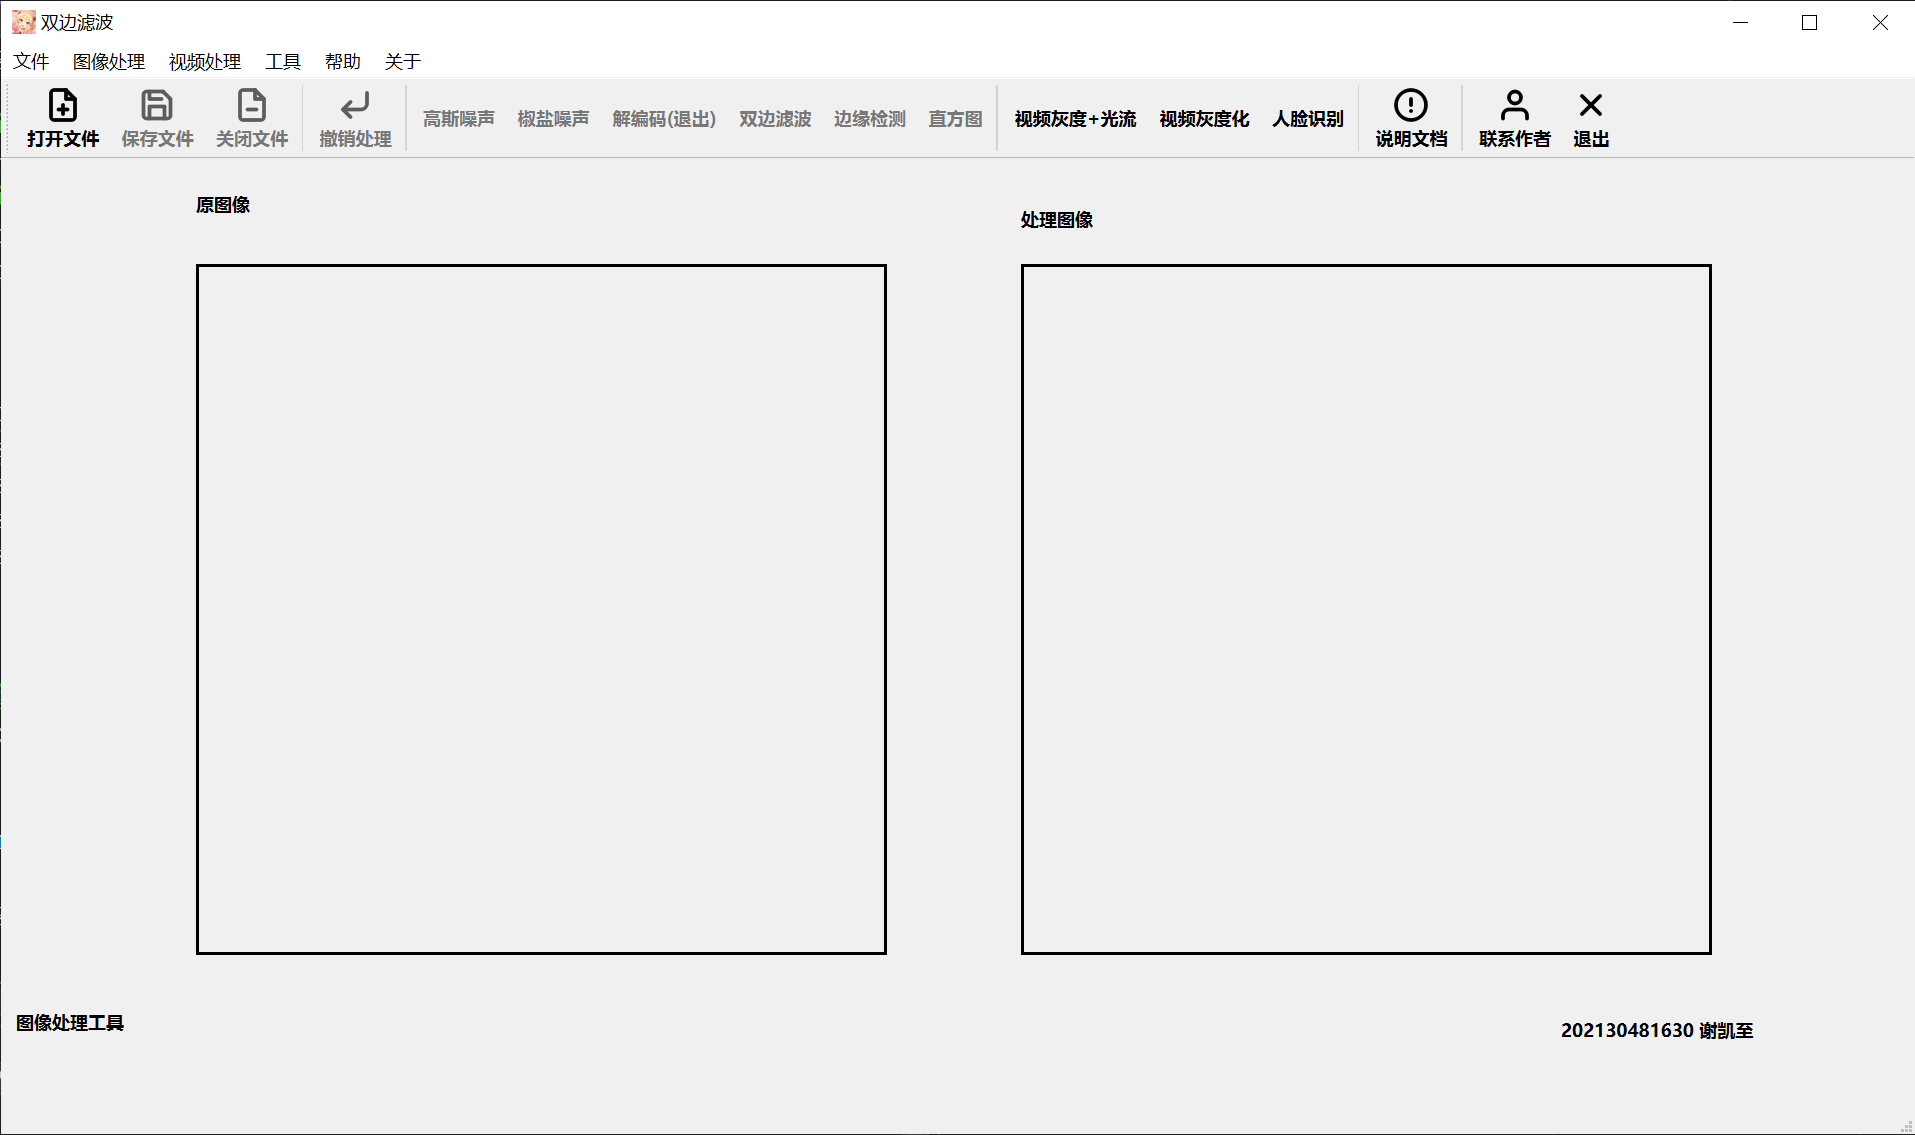 双边滤波
文件 图像处理 视频处理 工具 帮助 关于
打开文件 保存文件 关闭文件 撤销处理 高斯噪声 椒盐噪声 解编码(退出) 双边滤波 边缘检测 直方图 视频灰度+光流 视频灰度化 人脸识别 说明文档 联系作者 退出
原图像
处理图像
图像处理工具
202130481630 谢凯至